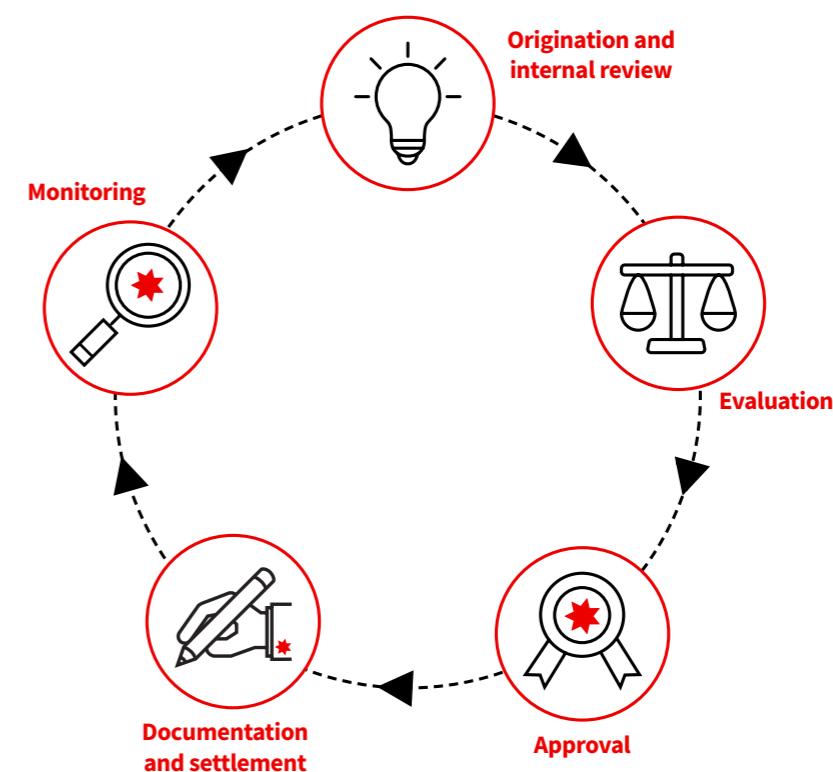 Origination and
internal review
Evaluation
Approval
Documentation
and settlement
Monitoring